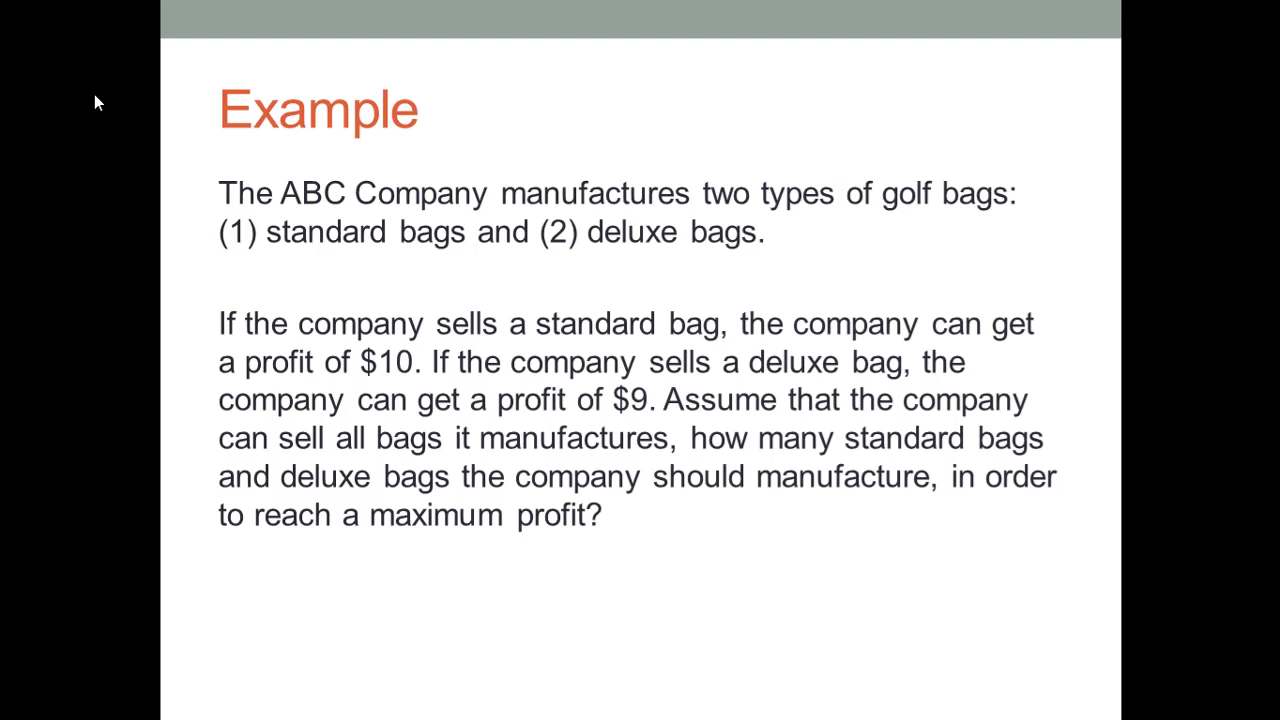 Example
The ABC Company manufactures two types of golf bags:
(1) standard bags and (2) deluxe bags.
If the company sells a standard bag, the company can get
a profit of $10. If the company sells a deluxe bag, the
company can get a profit of $9. Assume that the company
can sell all bags it manufactures, how many standard bags
and deluxe bags the company should manufacture, in order
to reach a maximum profit?